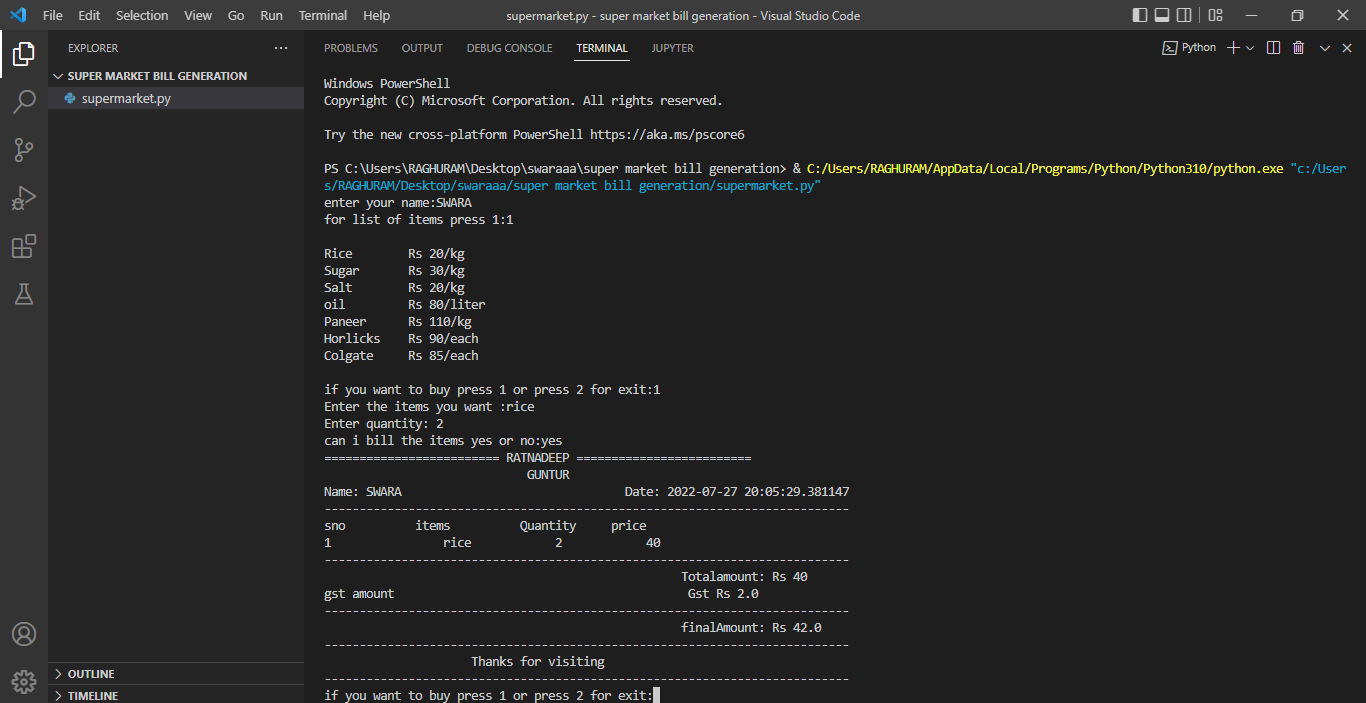 File Edit Selection View Go Run Terminal Help supermarket.py - super market bill generation - Visual Studio Code
EXPLORER ...
SUPER MARKET BILL GENERATION
supermarket.py
OUTLINE
TIMELINE
PROBLEMS OUTPUT DEBUG CONSOLE TERMINAL JUPYTER Python
Windows PowerShell
Copyright (C) Microsoft Corporation. All rights reserved.
Try the new cross-platform PowerShell https://aka.ms/pscore6
PS C:\Users\RAGHURAM\Desktop\swaraaa\super market bill generation> & C:/Users/RAGHURAM/AppData/Local/Programs/Python/Python310/python.exe "c:/User
s/RAGHURAM/Desktop/swaraaa/super market bill generation/supermarket.py"
enter your name:SWARA
for list of items press 1:1
Rice Rs 20/kg
Sugar Rs 30/kg
Salt Rs 20/kg
oil Rs 80/liter
Paneer Rs 110/kg
Horlicks Rs 90/each
Colgate Rs 85/each
if you want to buy press 1 or press 2 for exit:1
Enter the items you want :rice
Enter quantity: 2
can i bill the items yes or no:yes
========================= RATNADEEP =========================
GUNTUR
Name: SWARA Date: 2022-07-27 20:05:29.381147
---------------------------------------------------------------------------
sno items Quantity price
1 rice 2 40
---------------------------------------------------------------------------
Totalamount: Rs 40
gst amount Gst Rs 2.0
---------------------------------------------------------------------------
finalAmount: Rs 42.0
---------------------------------------------------------------------------
Thanks for visiting
---------------------------------------------------------------------------
if you want to buy press 1 or press 2 for exit: